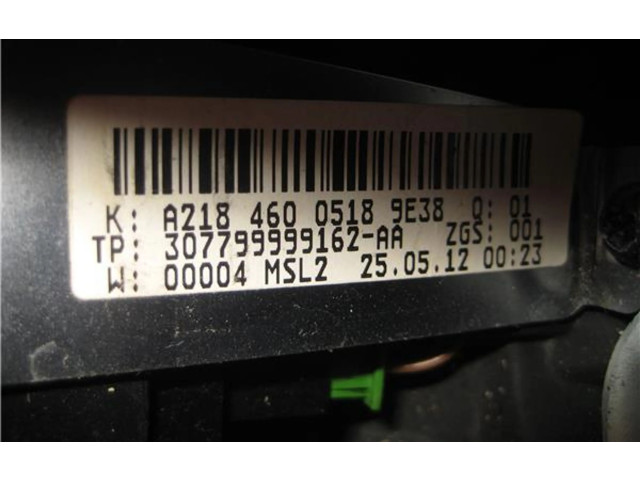 K: A218 460 0518 9E38 Q: 01
TP: 307799999162-AA ZGS: 001
W: 00004 MSL2 25.05.12 00:23